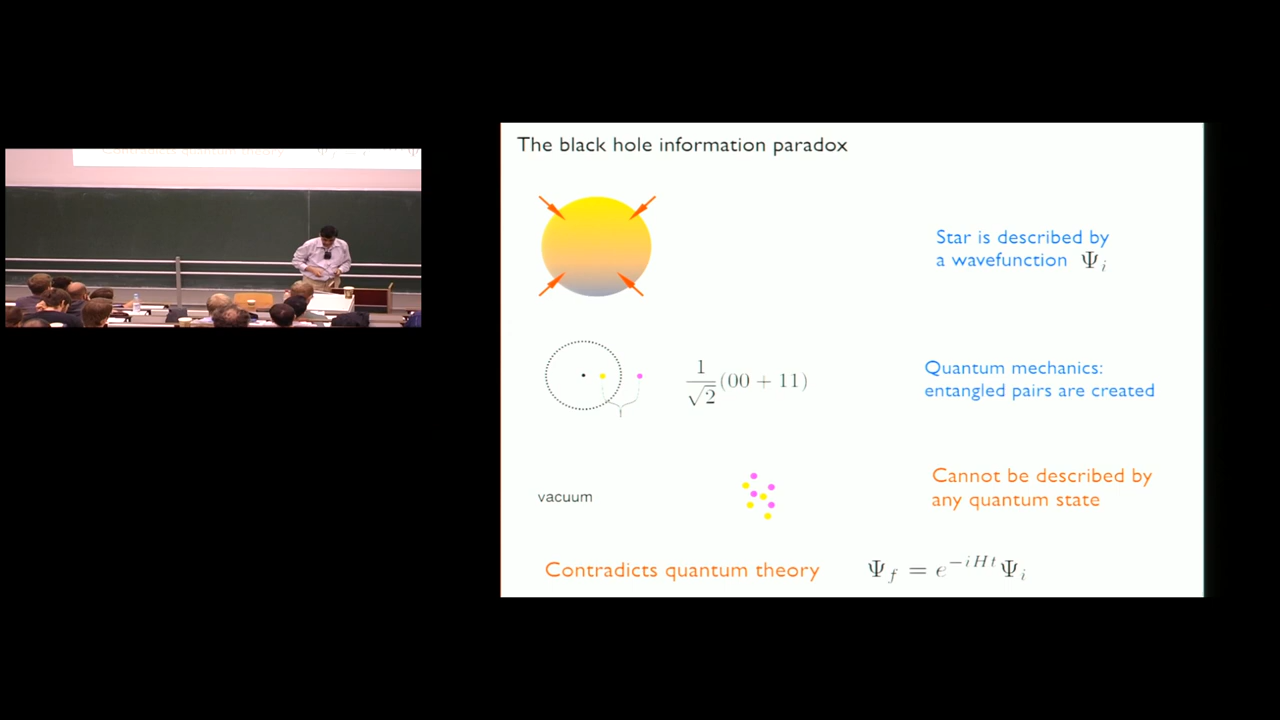 The black hole information paradox
Star is described by
a wavefunction Ψ_i
1/√2 (00 + 11)
Quantum mechanics:
entangled pairs are created
vacuum
Cannot be described by
any quantum state
Contradicts quantum theory Ψ_f = e^{-iHt} Ψ_i